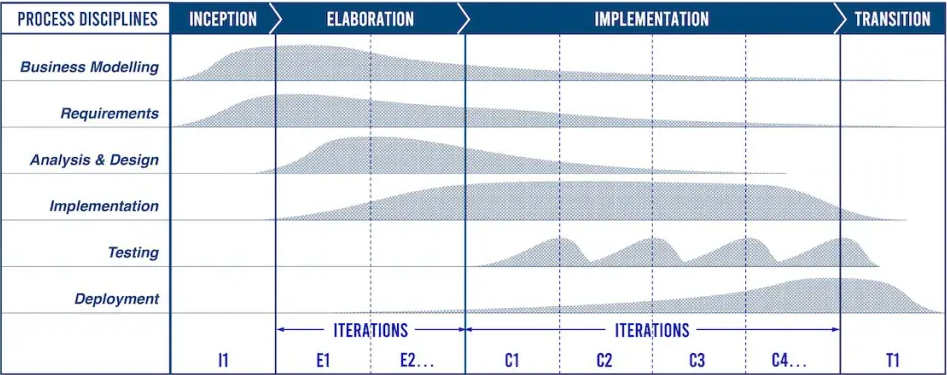 PROCESS DISCIPLINES INCEPTION ELABORATION IMPLEMENTATION TRANSITION
Business Modelling
Requirements
Analysis & Design
Implementation
Testing
Deployment
ITERATIONS ITERATIONS
I1 E1 E2... C1 C2 C3 C4... T1